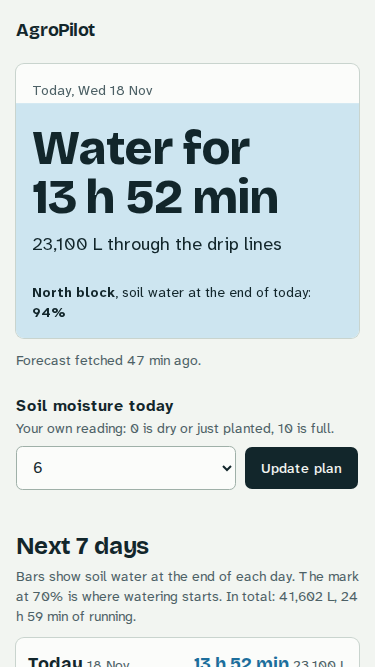 AgroPilot
Today, Wed 18 Nov
Water for
13 h 52 min
23,100 L through the drip lines
North block, soil water at the end of today:
94%
Forecast fetched 47 min ago.
Soil moisture today
Your own reading: 0 is dry or just planted, 10 is full.
6
Update plan
Next 7 days
Bars show soil water at the end of each day. The mark
at 70% is where watering starts. In total: 41,602 L, 24
h 59 min of running.
Today 18 Nov 13 h 52 min 23,100 L